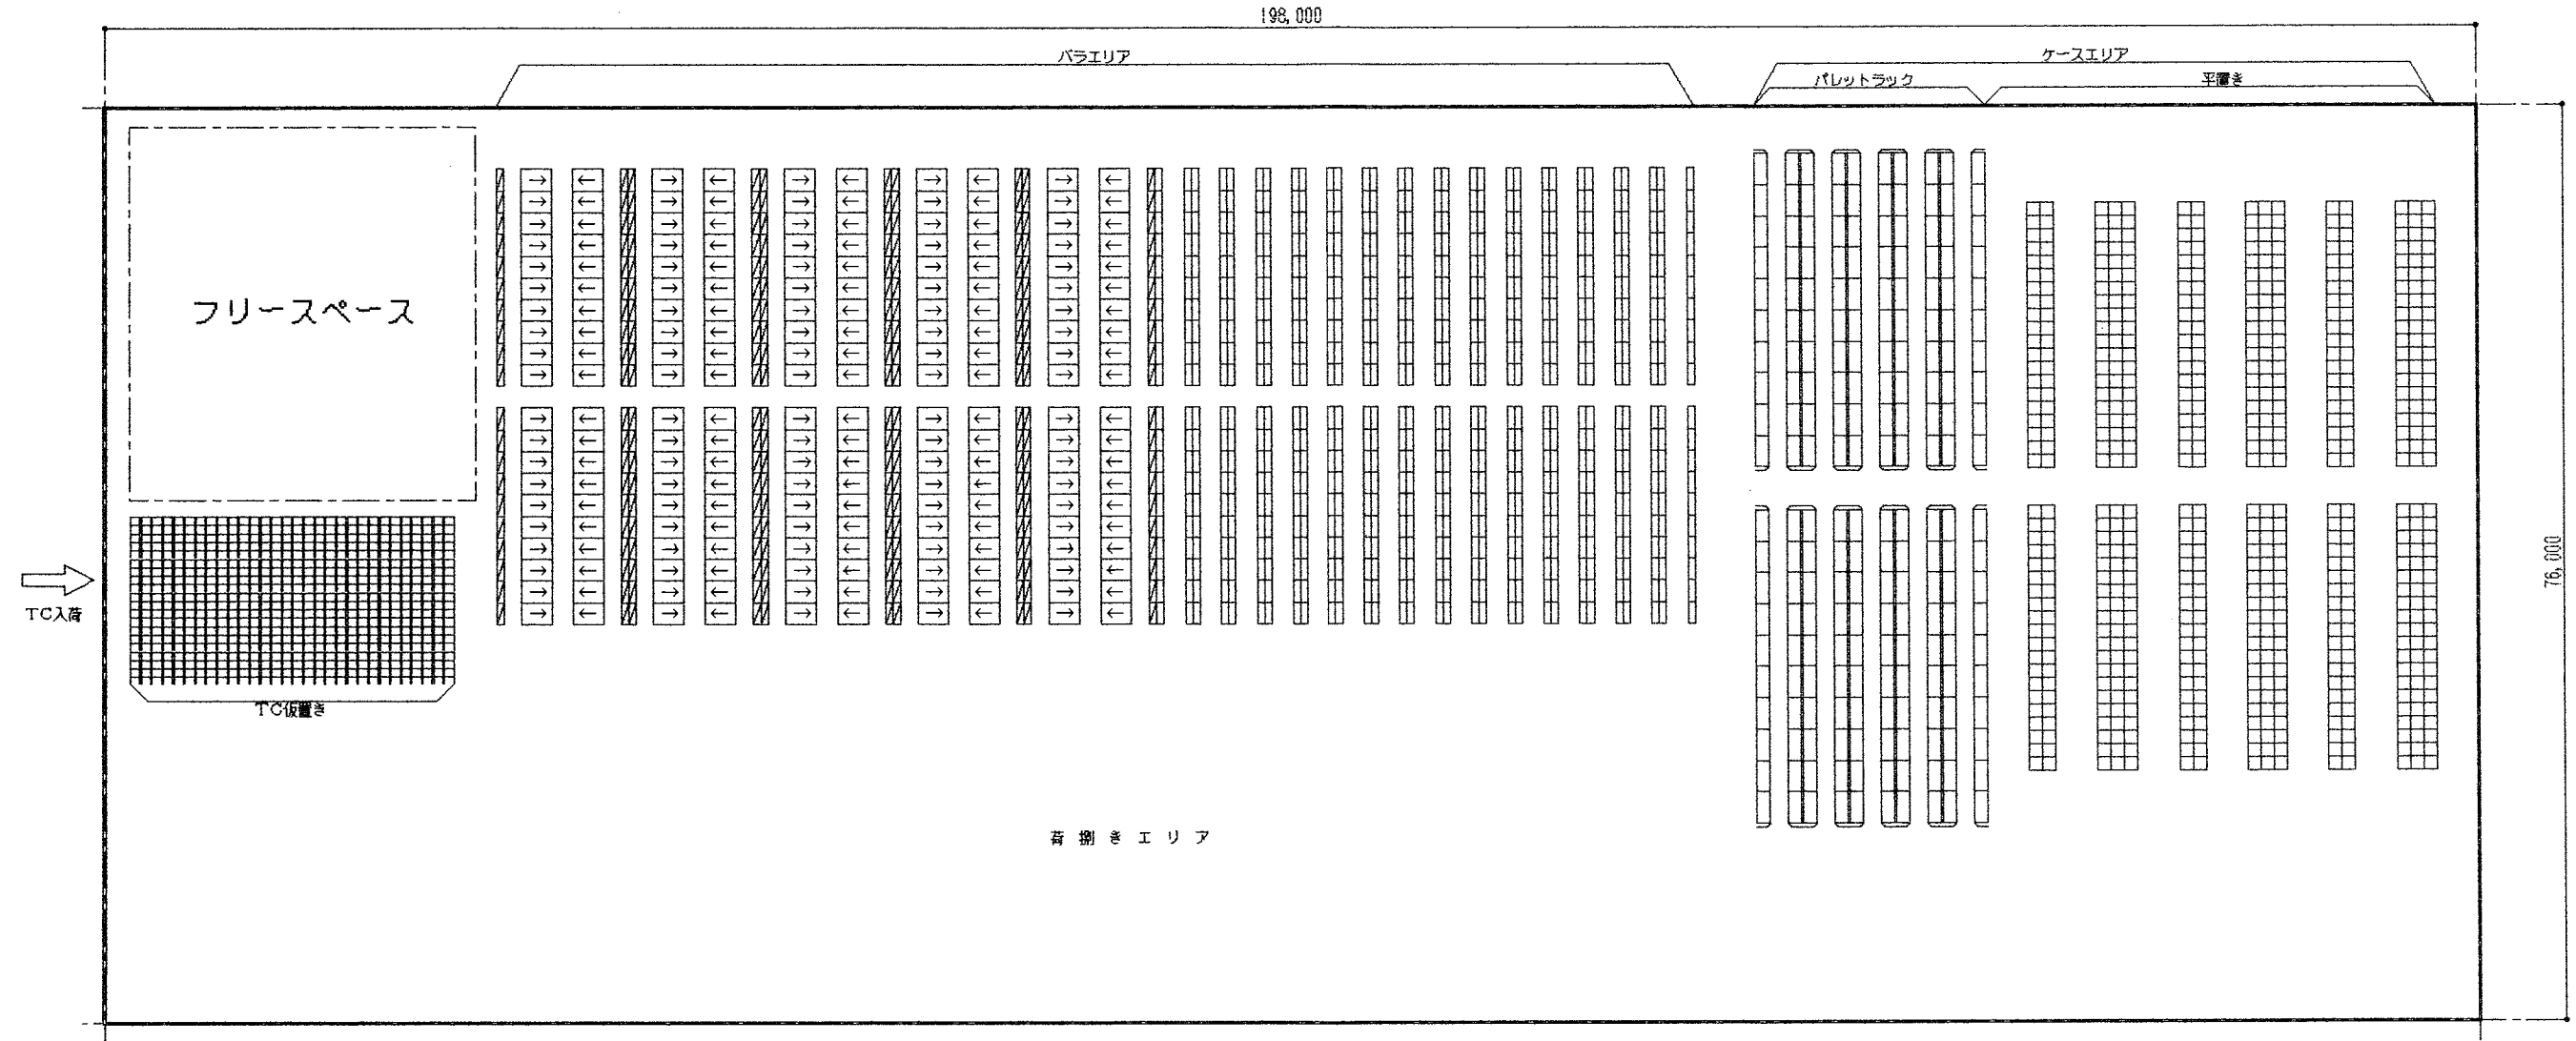 198,000
バラエリア
ケースエリア
パレットラック
平置き
フリースペース
76,000
TC入荷
TC仮置き
荷捌きエリア